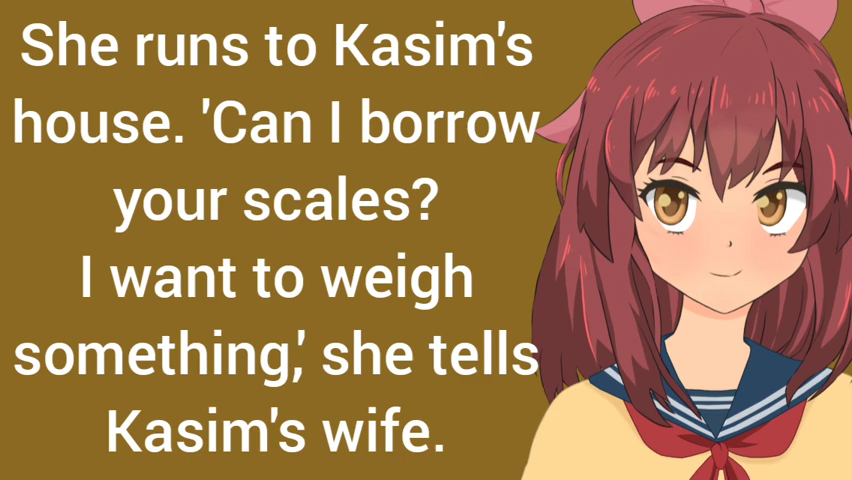 She runs to Kasim's
house. 'Can I borrow
your scales?
I want to weigh
something,' she tells
Kasim's wife.